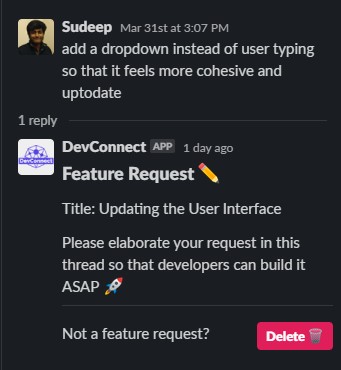 Sudeep Mar 31st at 3:07 PM
add a dropdown instead of user typing
so that it feels more cohesive and
uptodate
1 reply
DevConnect
DevConnect APP 1 day ago
Feature Request ✏️
Title: Updating the User Interface
Please elaborate your request in this
thread so that developers can build it
ASAP 🚀
Not a feature request?
Delete 🗑️